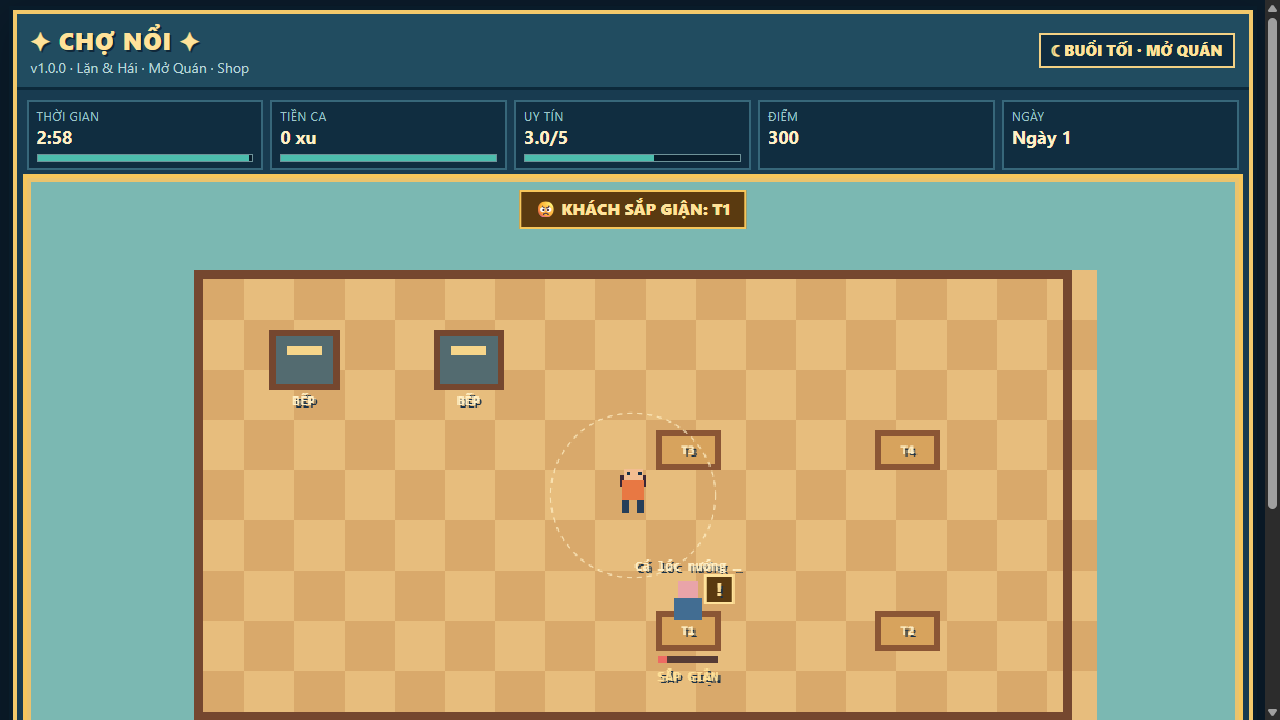 ✦ CHỢ NỔI ✦
v1.0.0 · Lặn & Hái · Mở Quán · Shop
☾ BUỔI TỐI · MỞ QUÁN
THỜI GIAN
2:58
TIỀN CA
0 xu
UY TÍN
3.0/5
ĐIỂM
300
NGÀY
Ngày 1
😡 KHÁCH SẮP GIẬN: T1
BẾP
BẾP
T3
T4
Cá lóc nướng …
!
T1
T2
SẮP GIẬN